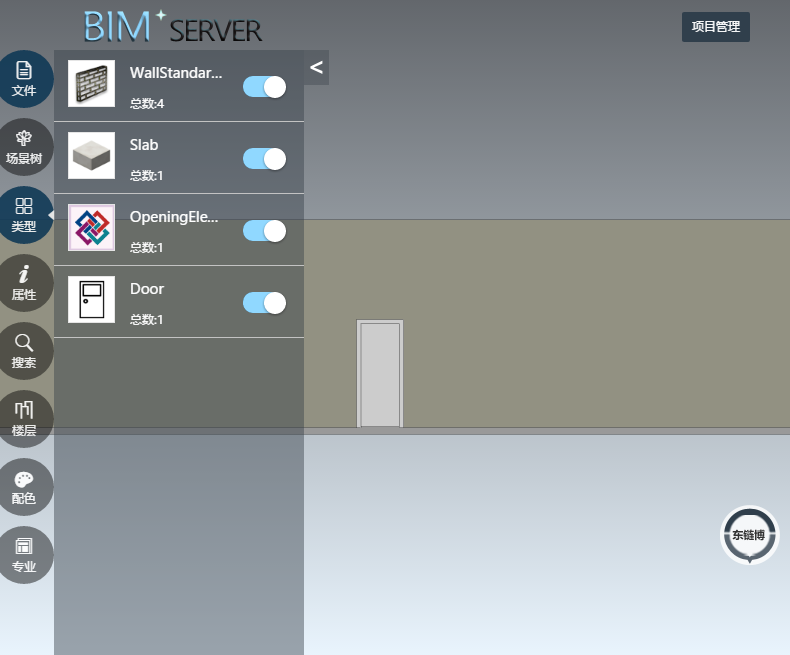 BIM+SERVER
项目管理
<
文件
场景树
类型
属性
搜索
楼层
配色
专业
WallStandar...
总数:4
Slab
总数:1
OpeningEle...
总数:1
Door
总数:1
东链博